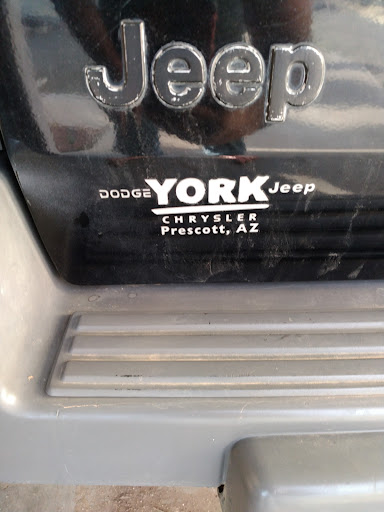 Jeep
DODGE YORK Jeep
CHRYSLER
Prescott, AZ